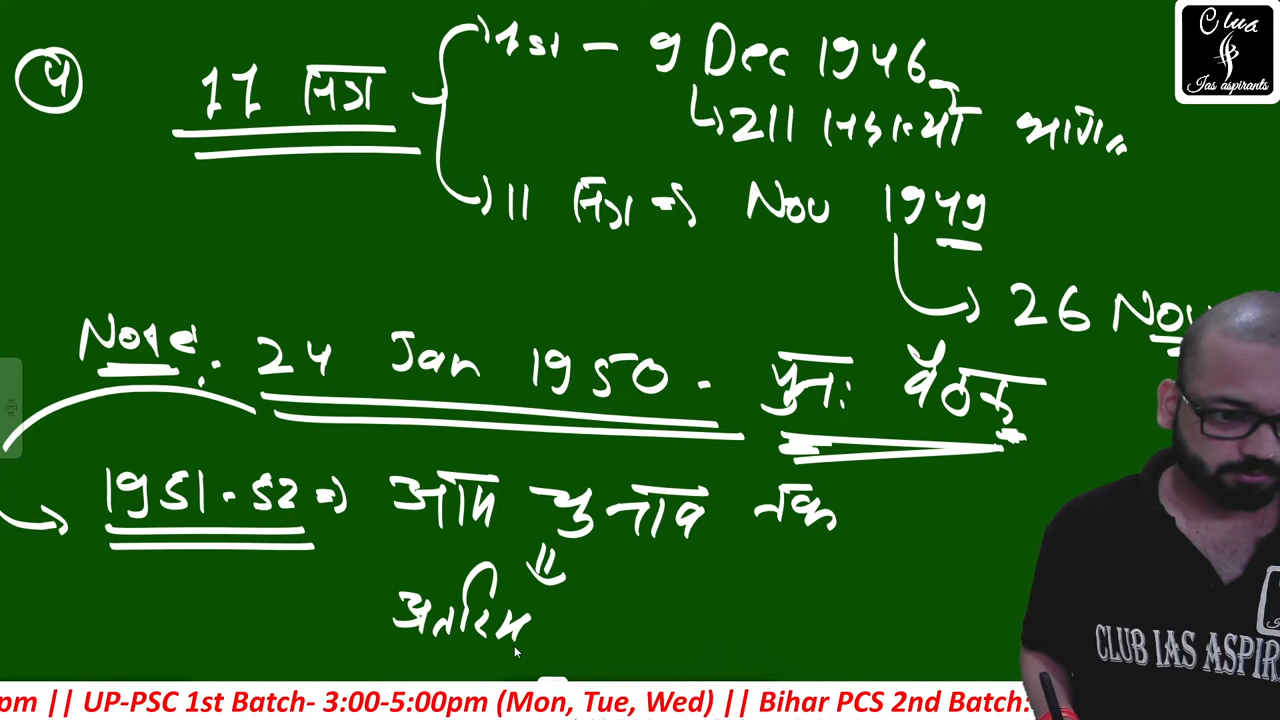 Club
Ias aspirants
④ 11 सत्र
1st - 9 Dec 1946
211 सदस्यों भाग
11 सत्र ⇒ Nov 1949
26 Nov
Note: 24 Jan 1950 - पुनः बैठक
1951-52 ⇒ आम चुनाव तक
अतरिम
CLUB IAS ASPIR
pm || UP-PSC 1st Batch- 3:00-5:00pm (Mon, Tue, Wed) || Bihar PCS 2nd Batch: